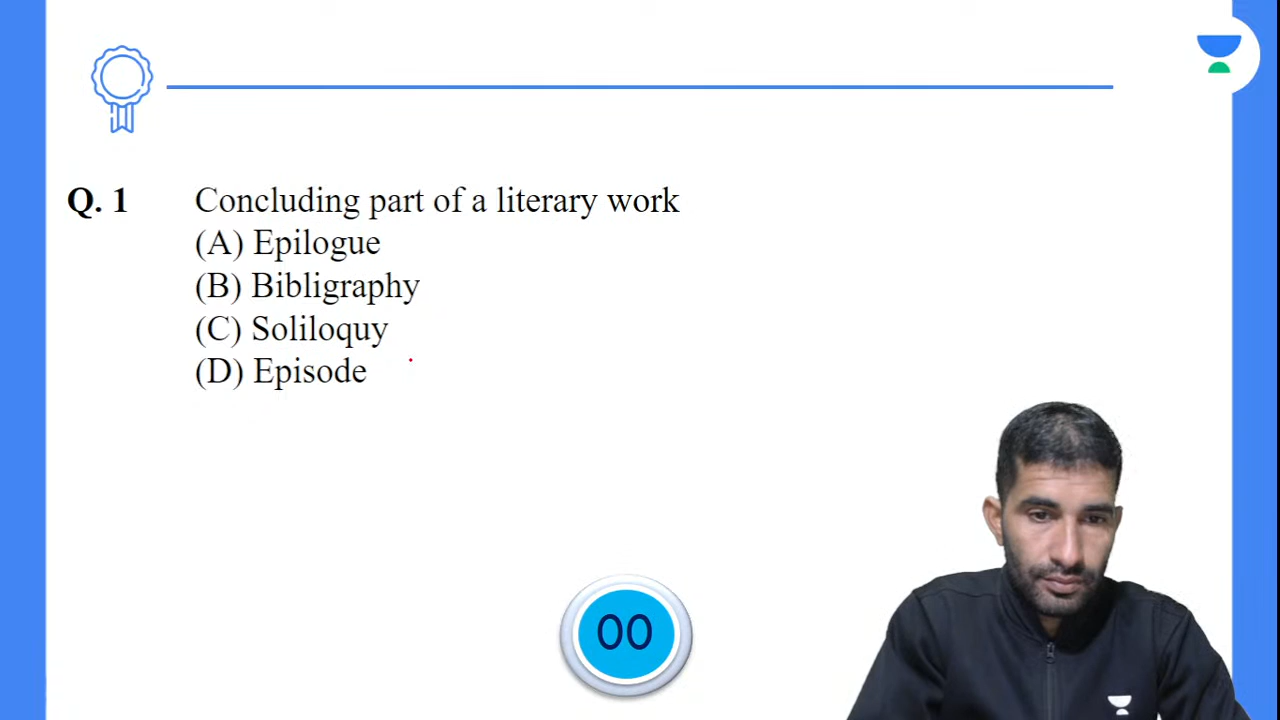 Q. 1 Concluding part of a literary work
(A) Epilogue
(B) Bibligraphy
(C) Soliloquy
(D) Episode
00